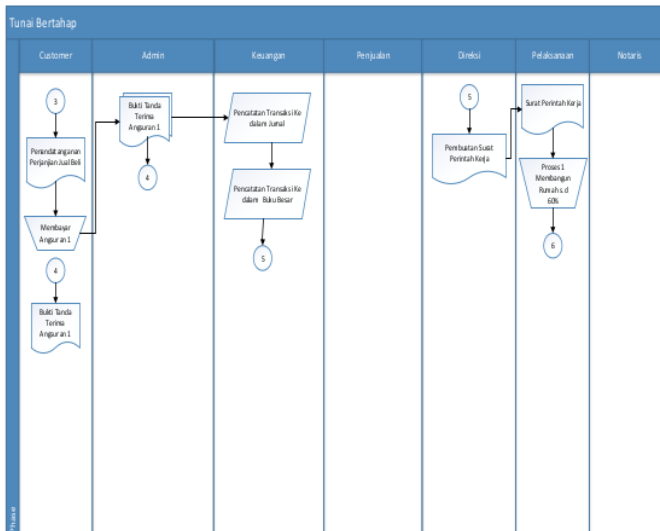 Tunai Bertahap
Customer
Admin
Keuangan
Penjualan
Direksi
Pelaksanaan
Notaris
3
Penandatanganan
Perjanjian Jual Beli
Membayar
Angsuran 1
4
Bukti Tanda
Terima
Angsuran 1
Bukti Tanda
Terima
Angsuran 1
4
Pencatatan Transaksi Ke
dalam Jurnal
Pencatatan Transaksi Ke
dalam Buku Besar
5
5
Pembuatan Surat
Perintah Kerja
Surat Perintah Kerja
Proses 1
Membangun
Rumah s.d
60%
6
Phase